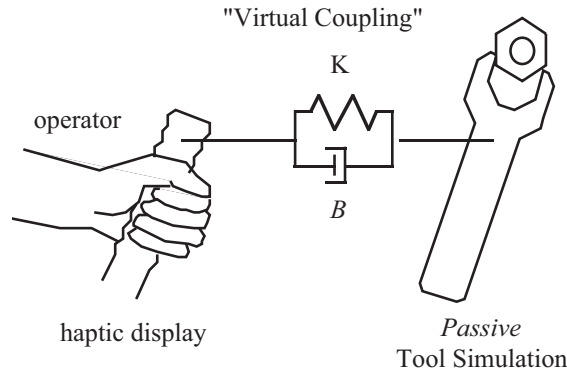 "Virtual Coupling"
K
operator
B
haptic display
Passive
Tool Simulation